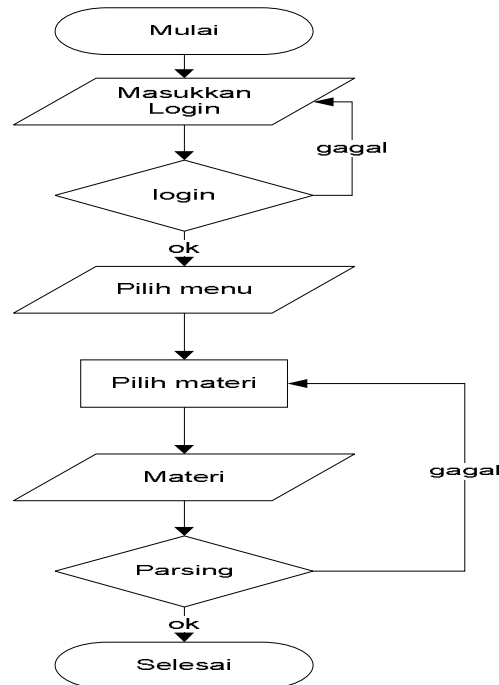 Mulai
Masukkan
Login
gagal
login
ok
Pilih menu
Pilih materi
gagal
Materi
Parsing
ok
Selesai